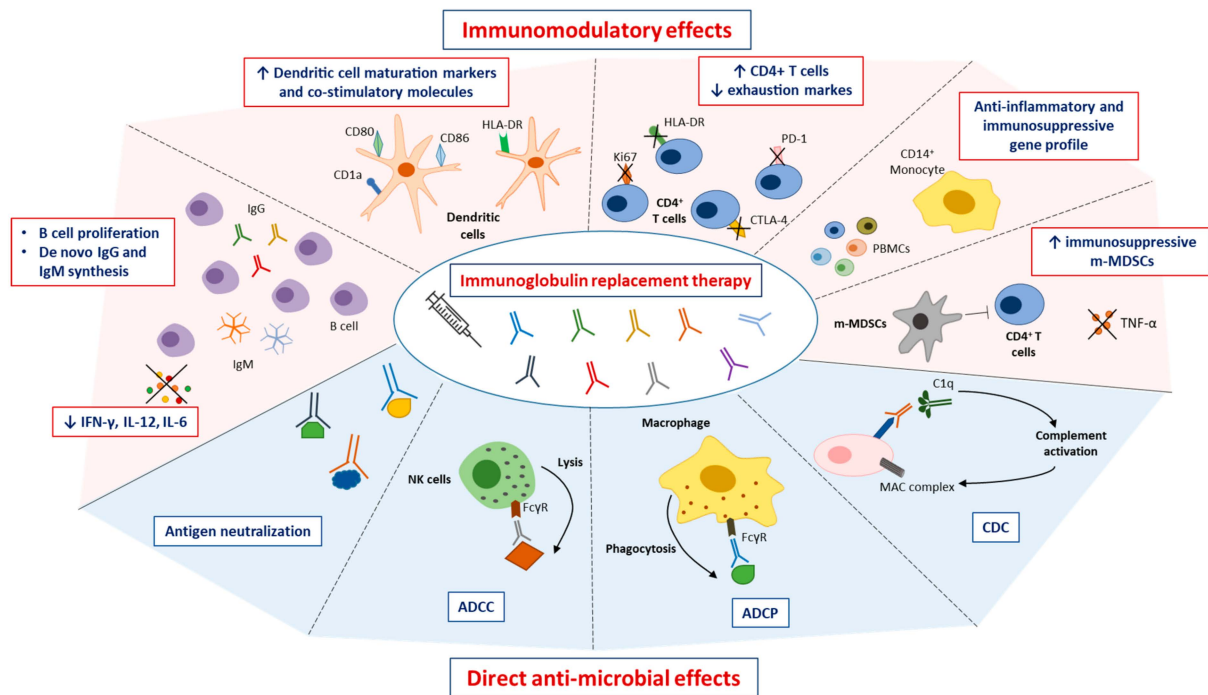 Immunomodulatory effects
↑ Dendritic cell maturation markers
and co-stimulatory molecules
CD80
CD86
CD1a
HLA-DR
Dendritic
cells
↑ CD4+ T cells
↓ exhaustion markes
HLA-DR
Ki67
PD-1
CTLA-4
CD4⁺
T cells
Anti-inflammatory and
immunosuppressive
gene profile
CD14⁺
Monocyte
PBMCs
↑ immunosuppressive
m-MDSCs
m-MDSCs
CD4⁺ T
cells
TNF-α
• B cell proliferation
• De novo IgG and
IgM synthesis
IgG
B cell
IgM
↓ IFN-γ, IL-12, IL-6
Immunoglobulin replacement therapy
Antigen neutralization
NK cells
Lysis
FcγR
ADCC
Macrophage
Phagocytosis
FcγR
ADCP
C1q
Complement
activation
MAC complex
CDC
Direct anti-microbial effects